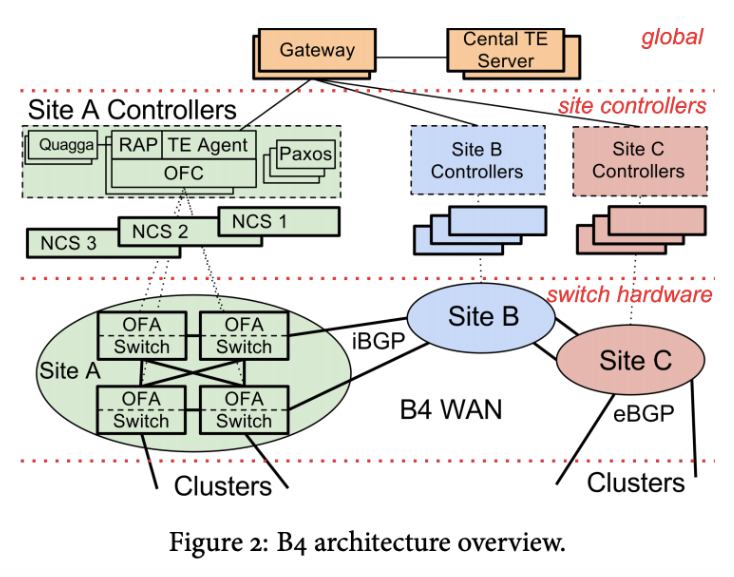 global
Gateway
Cental TE
Server
site controllers
Site A Controllers
Quagga
RAP
TE Agent
OFC
Paxos
Site B
Controllers
Site C
Controllers
NCS 1
NCS 2
NCS 3
switch hardware
OFA
Switch
OFA
Switch
Site A
OFA
Switch
OFA
Switch
iBGP
Site B
Site C
B4 WAN
eBGP
Clusters
Clusters
Figure 2: B4 architecture overview.